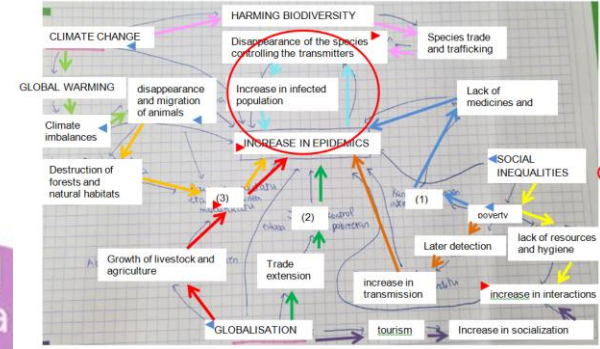 HARMING BIODIVERSITY
CLIMATE CHANGE
Disappearance of the species
controlling the transmitters
Species trade
and trafficking
GLOBAL WARMING
disappearance
and migration
of animals
Increase in infected
population
Lack of
medicines and
Climate
imbalances
INCREASE IN EPIDEMICS
SOCIAL
INEQUALITIES
Destruction of
forests and
natural habitats
(3)
(1)
(2)
poverty
lack of resources
and hygiene
Later detection
Growth of livestock and
agriculture
Trade
extension
increase in
transmission
increase in interactions
GLOBALISATION
tourism
Increase in socialization
a